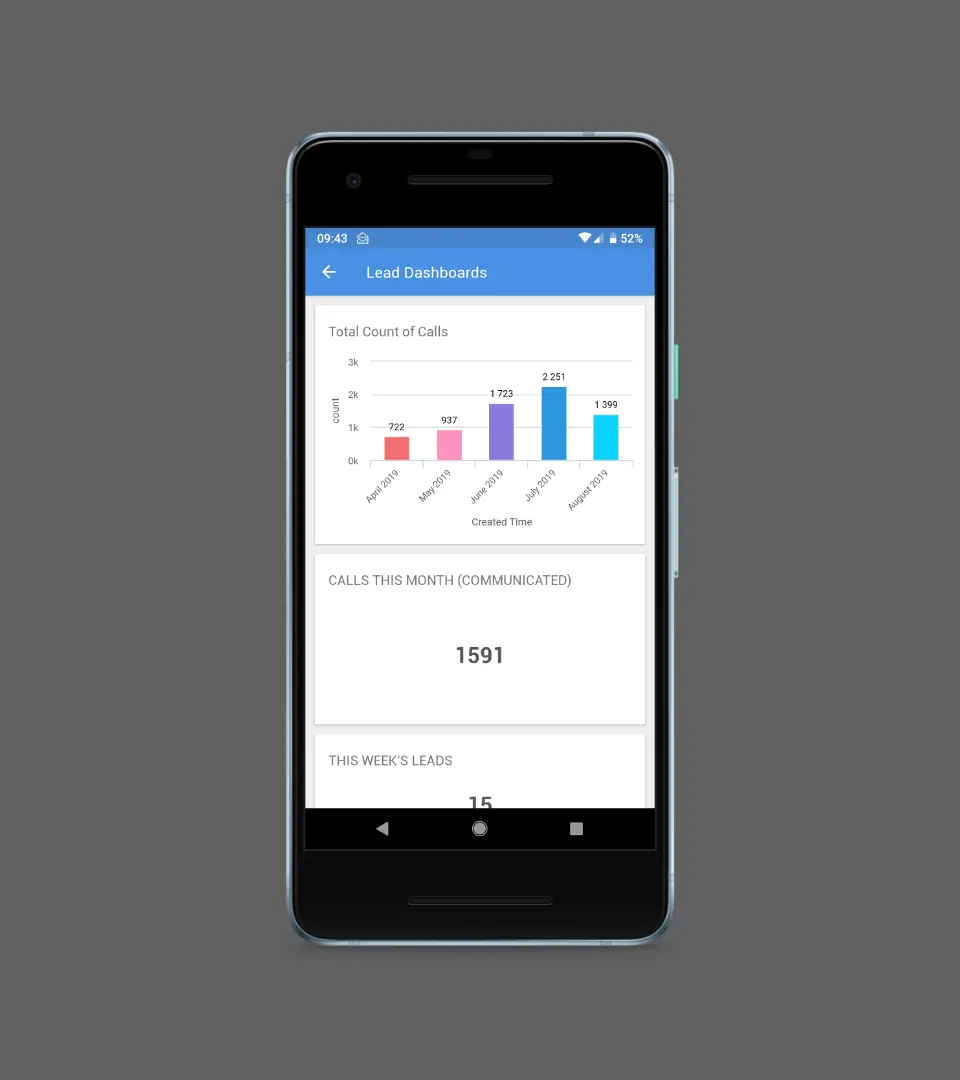 09:43 52%
Lead Dashboards
Total Count of Calls
3k
2k
1k
0k
count
722
937
1 723
2 251
1 399
April 2019
May 2019
June 2019
July 2019
August 2019
Created Time
CALLS THIS MONTH (COMMUNICATED)
1591
THIS WEEK'S LEADS
15